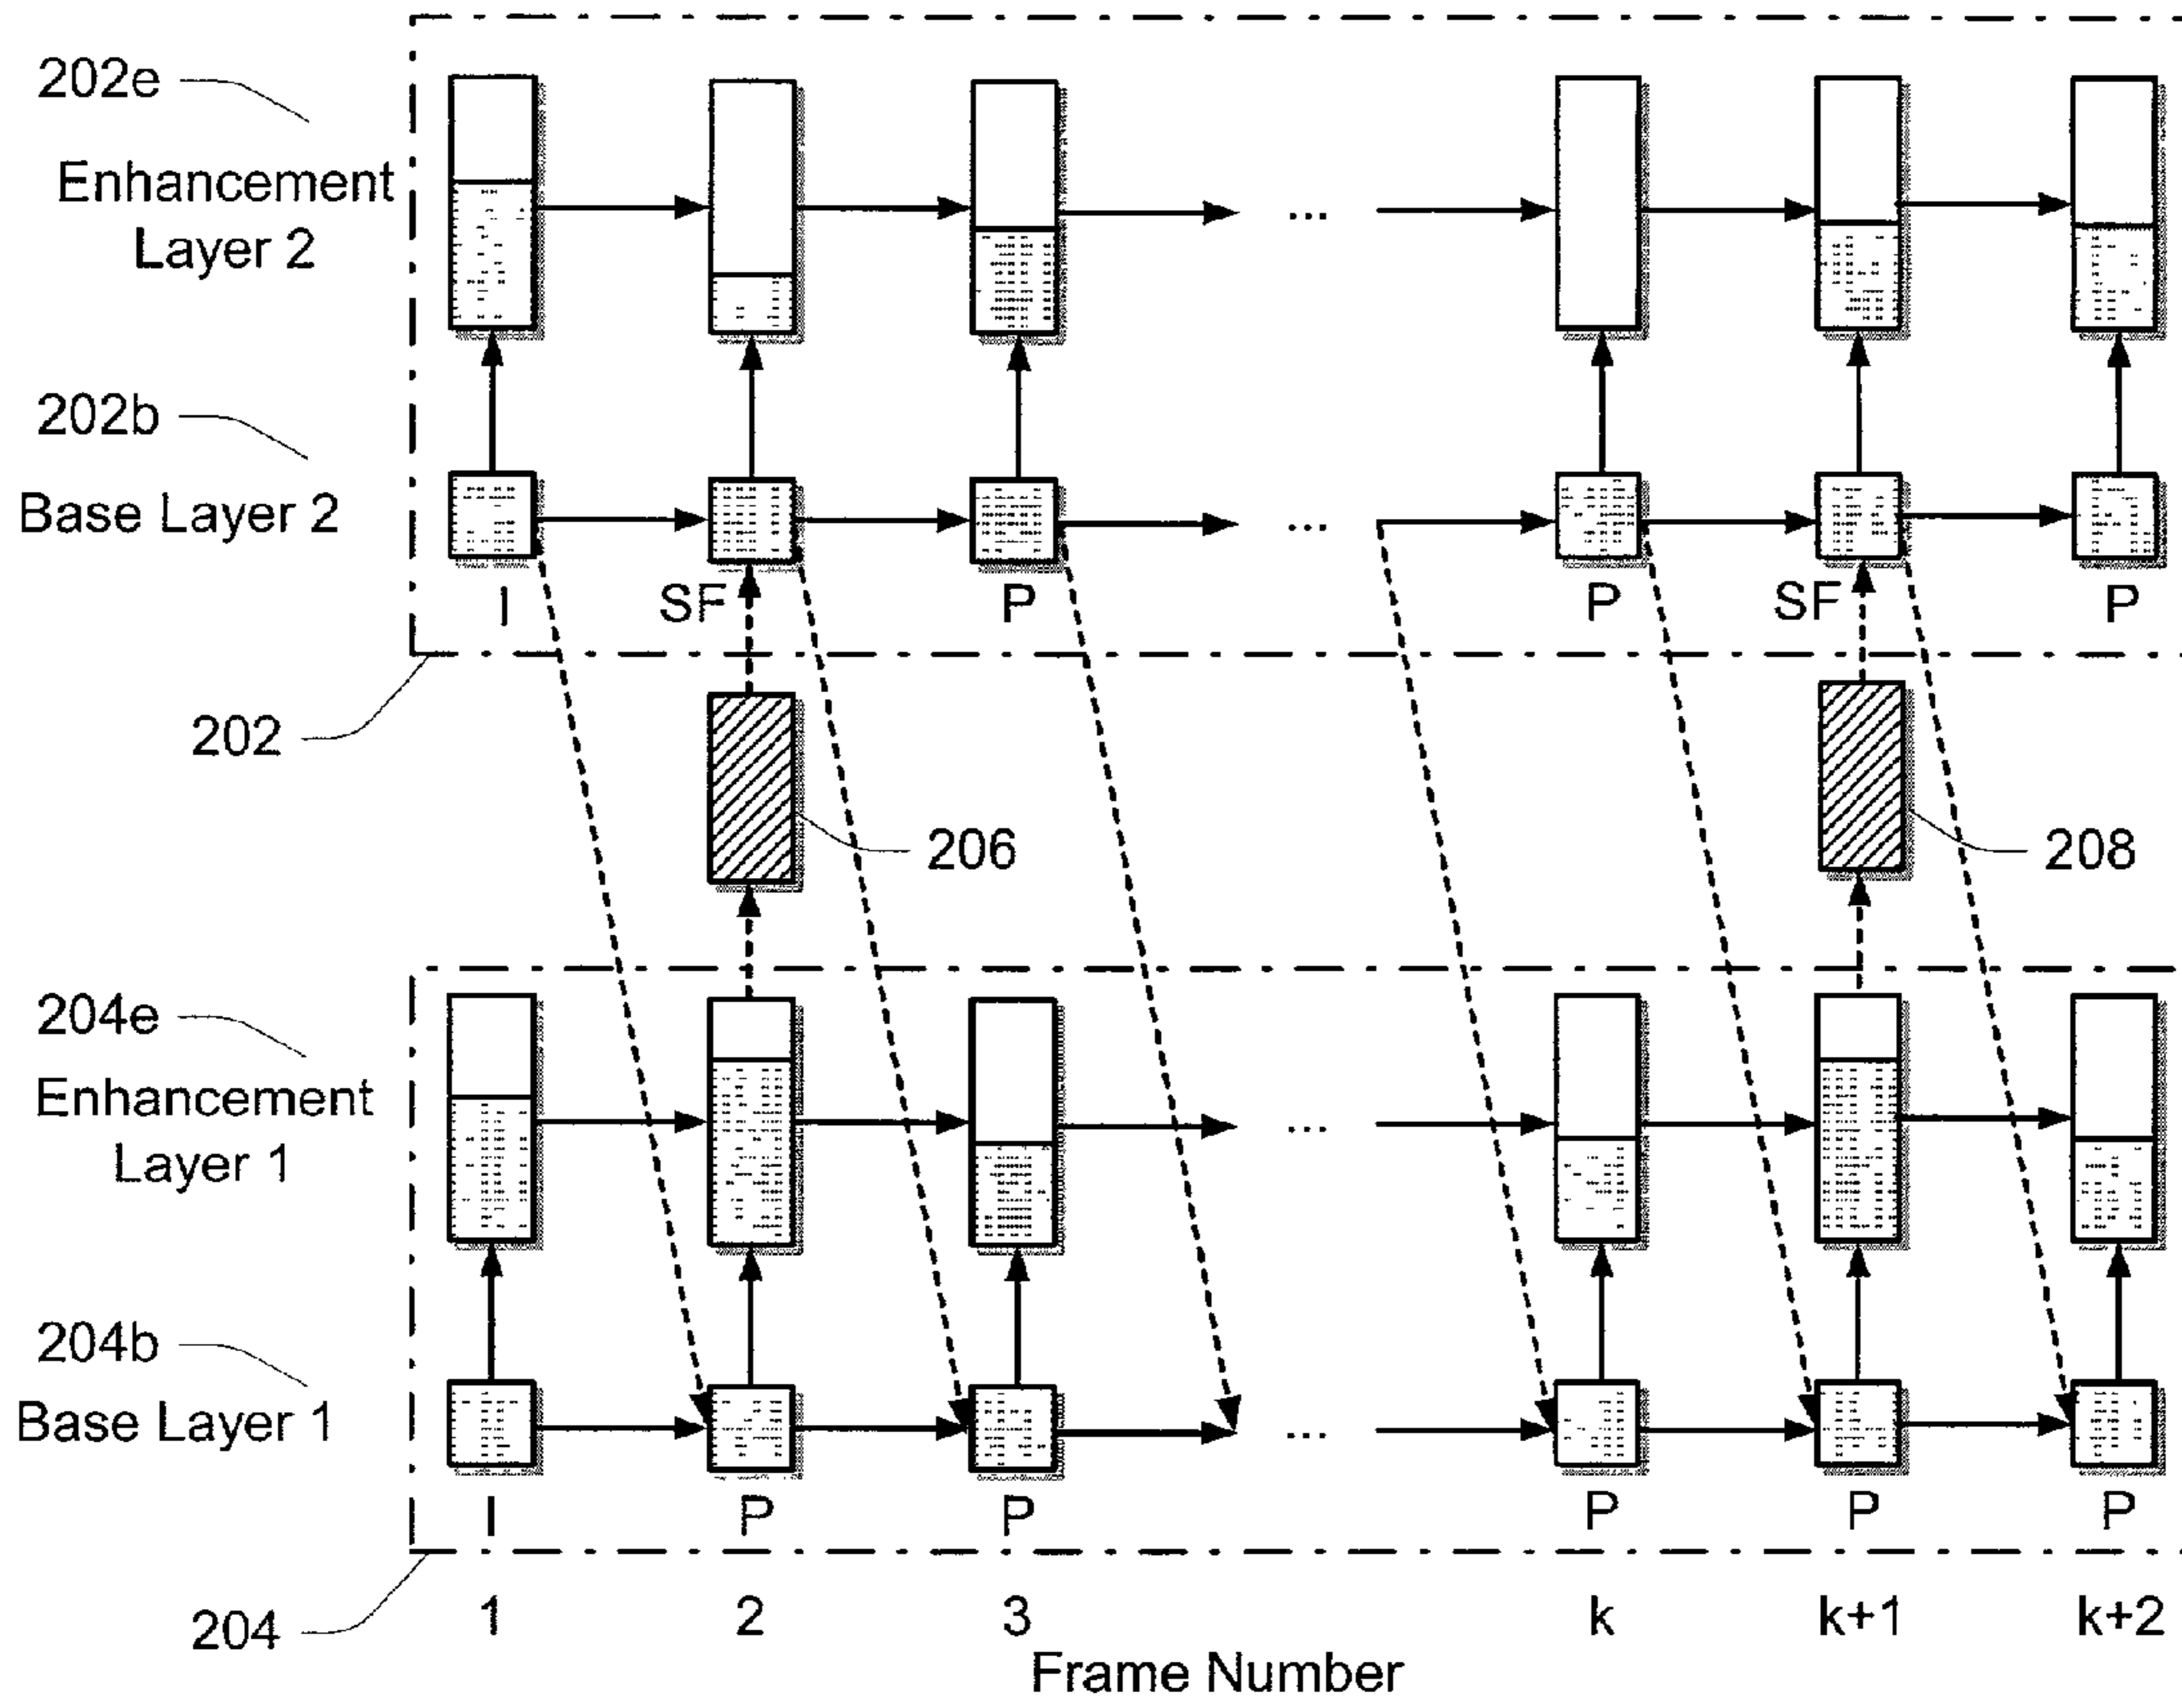 202e
Enhancement
Layer 2
...
202b
Base Layer 2
...
I SF P P SF P
202
206
208
204e
Enhancement
Layer 1
...
204b
Base Layer 1
...
I P P P P P
204
1 2 3 k k+1 k+2
Frame Number